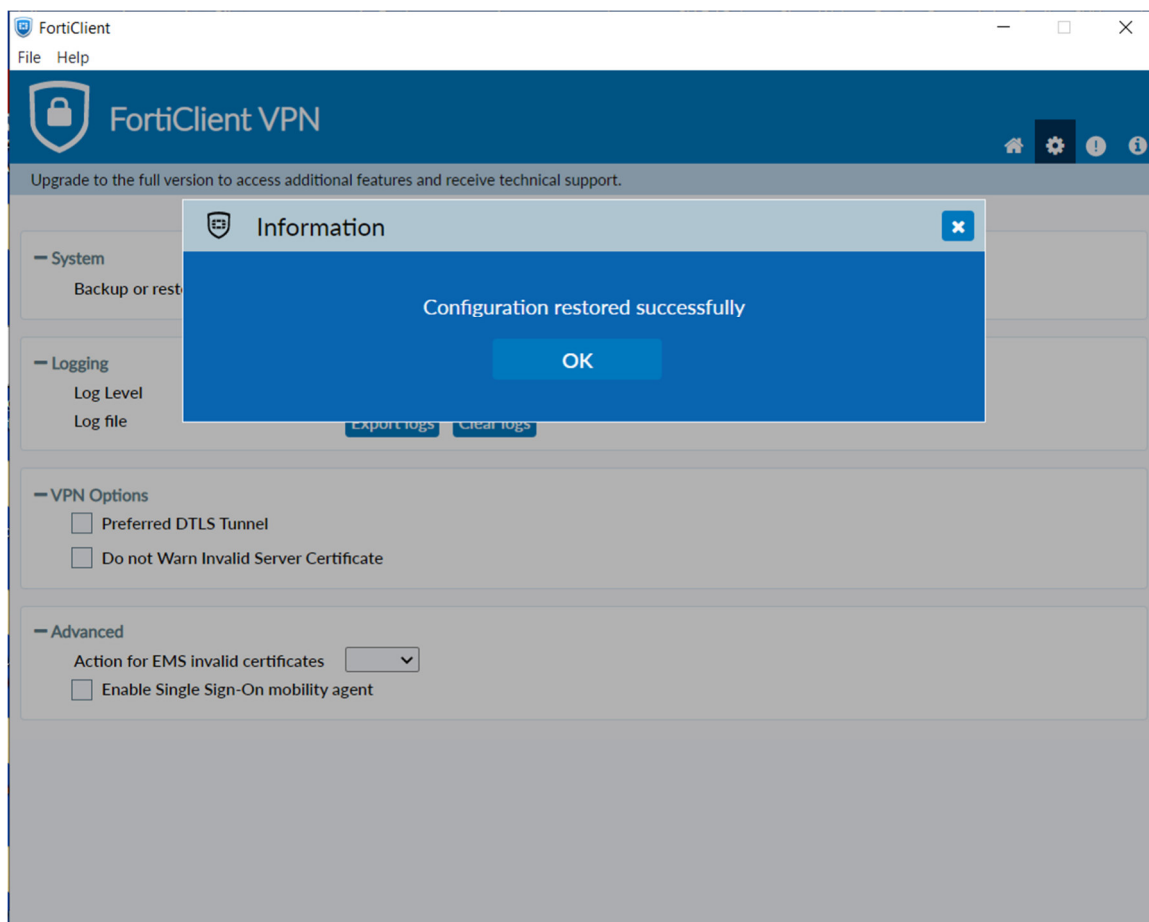 FortiClient
File Help
FortiClient VPN
Upgrade to the full version to access additional features and receive technical support.
Information
System
Backup or rest
Configuration restored successfully
OK
Logging
Log Level
Log file
Export logs Clear logs
VPN Options
Preferred DTLS Tunnel
Do not Warn Invalid Server Certificate
Advanced
Action for EMS invalid certificates
Enable Single Sign-On mobility agent